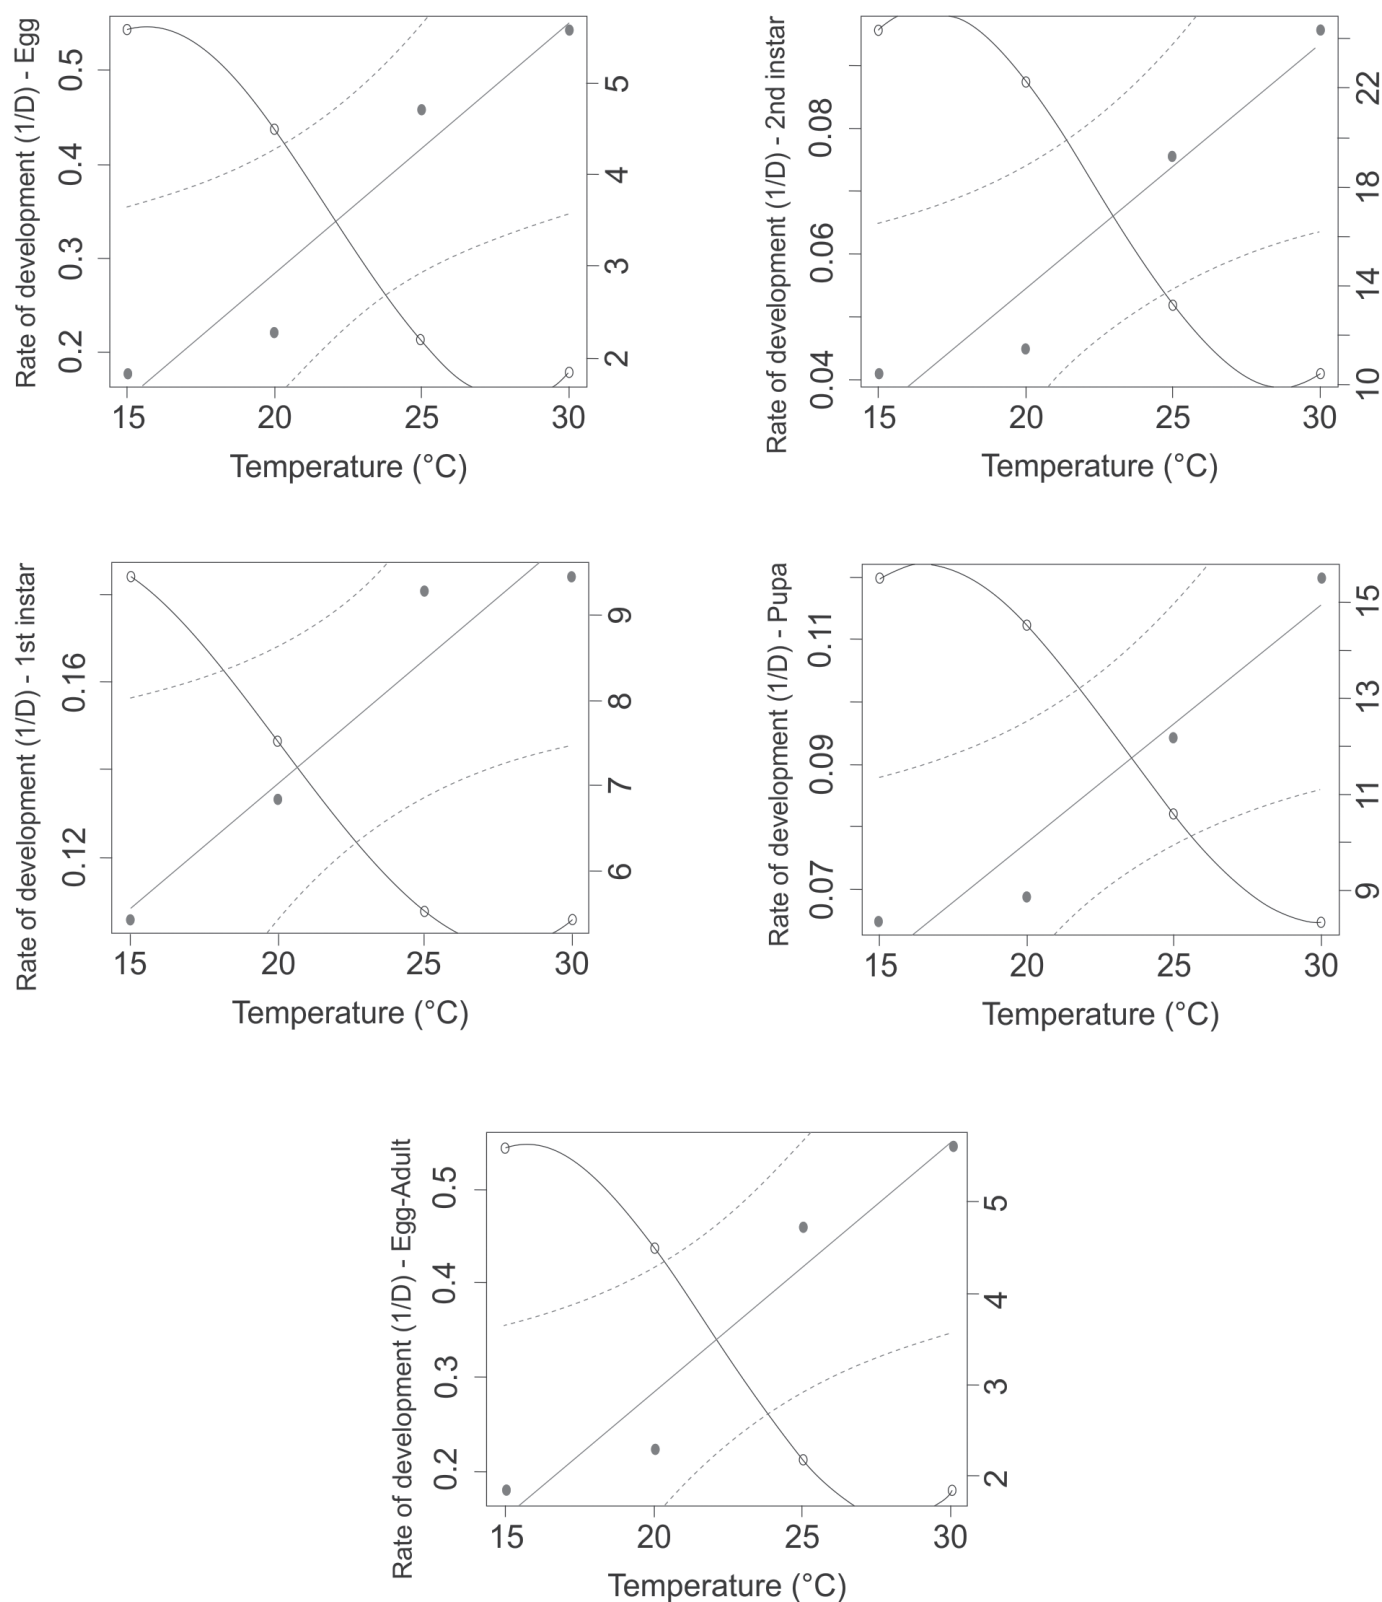 Rate of development (1/D) - Egg
0.5
0.4
0.3
0.2
5
4
3
2
15 20 25 30
Temperature (°C)
Rate of development (1/D) - 2nd instar
0.08
0.06
0.04
22
18
14
10
15 20 25 30
Temperature (°C)
Rate of development (1/D) - 1st instar
0.16
0.12
9
8
7
6
15 20 25 30
Temperature (°C)
Rate of development (1/D) - Pupa
0.11
0.09
0.07
15
13
11
9
15 20 25 30
Temperature (°C)
Rate of development (1/D) - Egg-Adult
0.5
0.4
0.3
0.2
5
4
3
2
15 20 25 30
Temperature (°C)